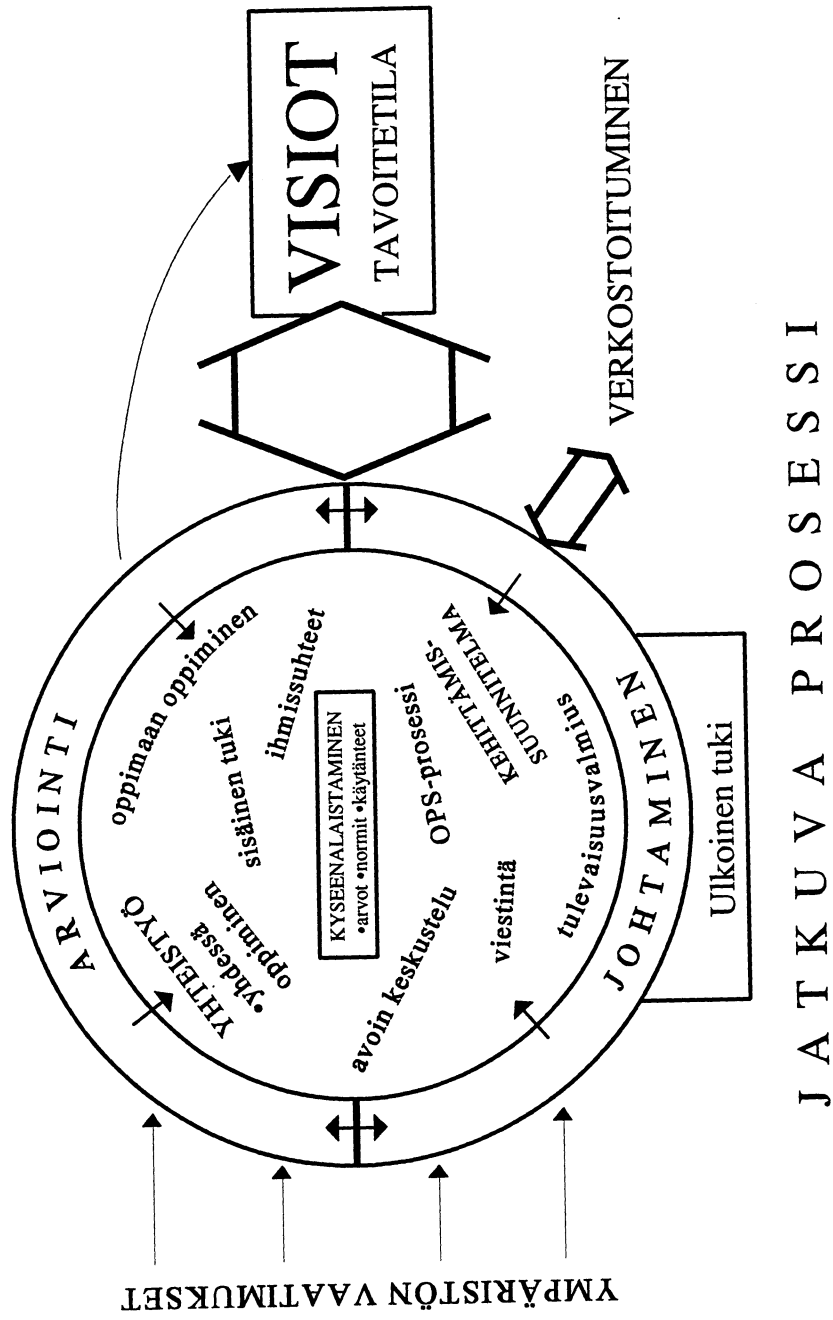 YMPÄRISTÖN VAATIMUKSET
ARVIOINTI
oppimaan oppiminen
YHTEISTYÖ
•yhdessä
oppiminen
sisäinen tuki
ihmissuhteet
KYSEENALAISTAMINEN
•arvot •normit •käytänteet
avoin keskustelu
OPS-prosessi
KEHITTÄMIS-
SUUNNITELMA
viestintä
tulevaisuusvalmius
JOHTAMINEN
Ulkoinen tuki
VISIOT
TAVOITETILA
VERKOSTOITUMINEN
JATKUVA PROSESSI